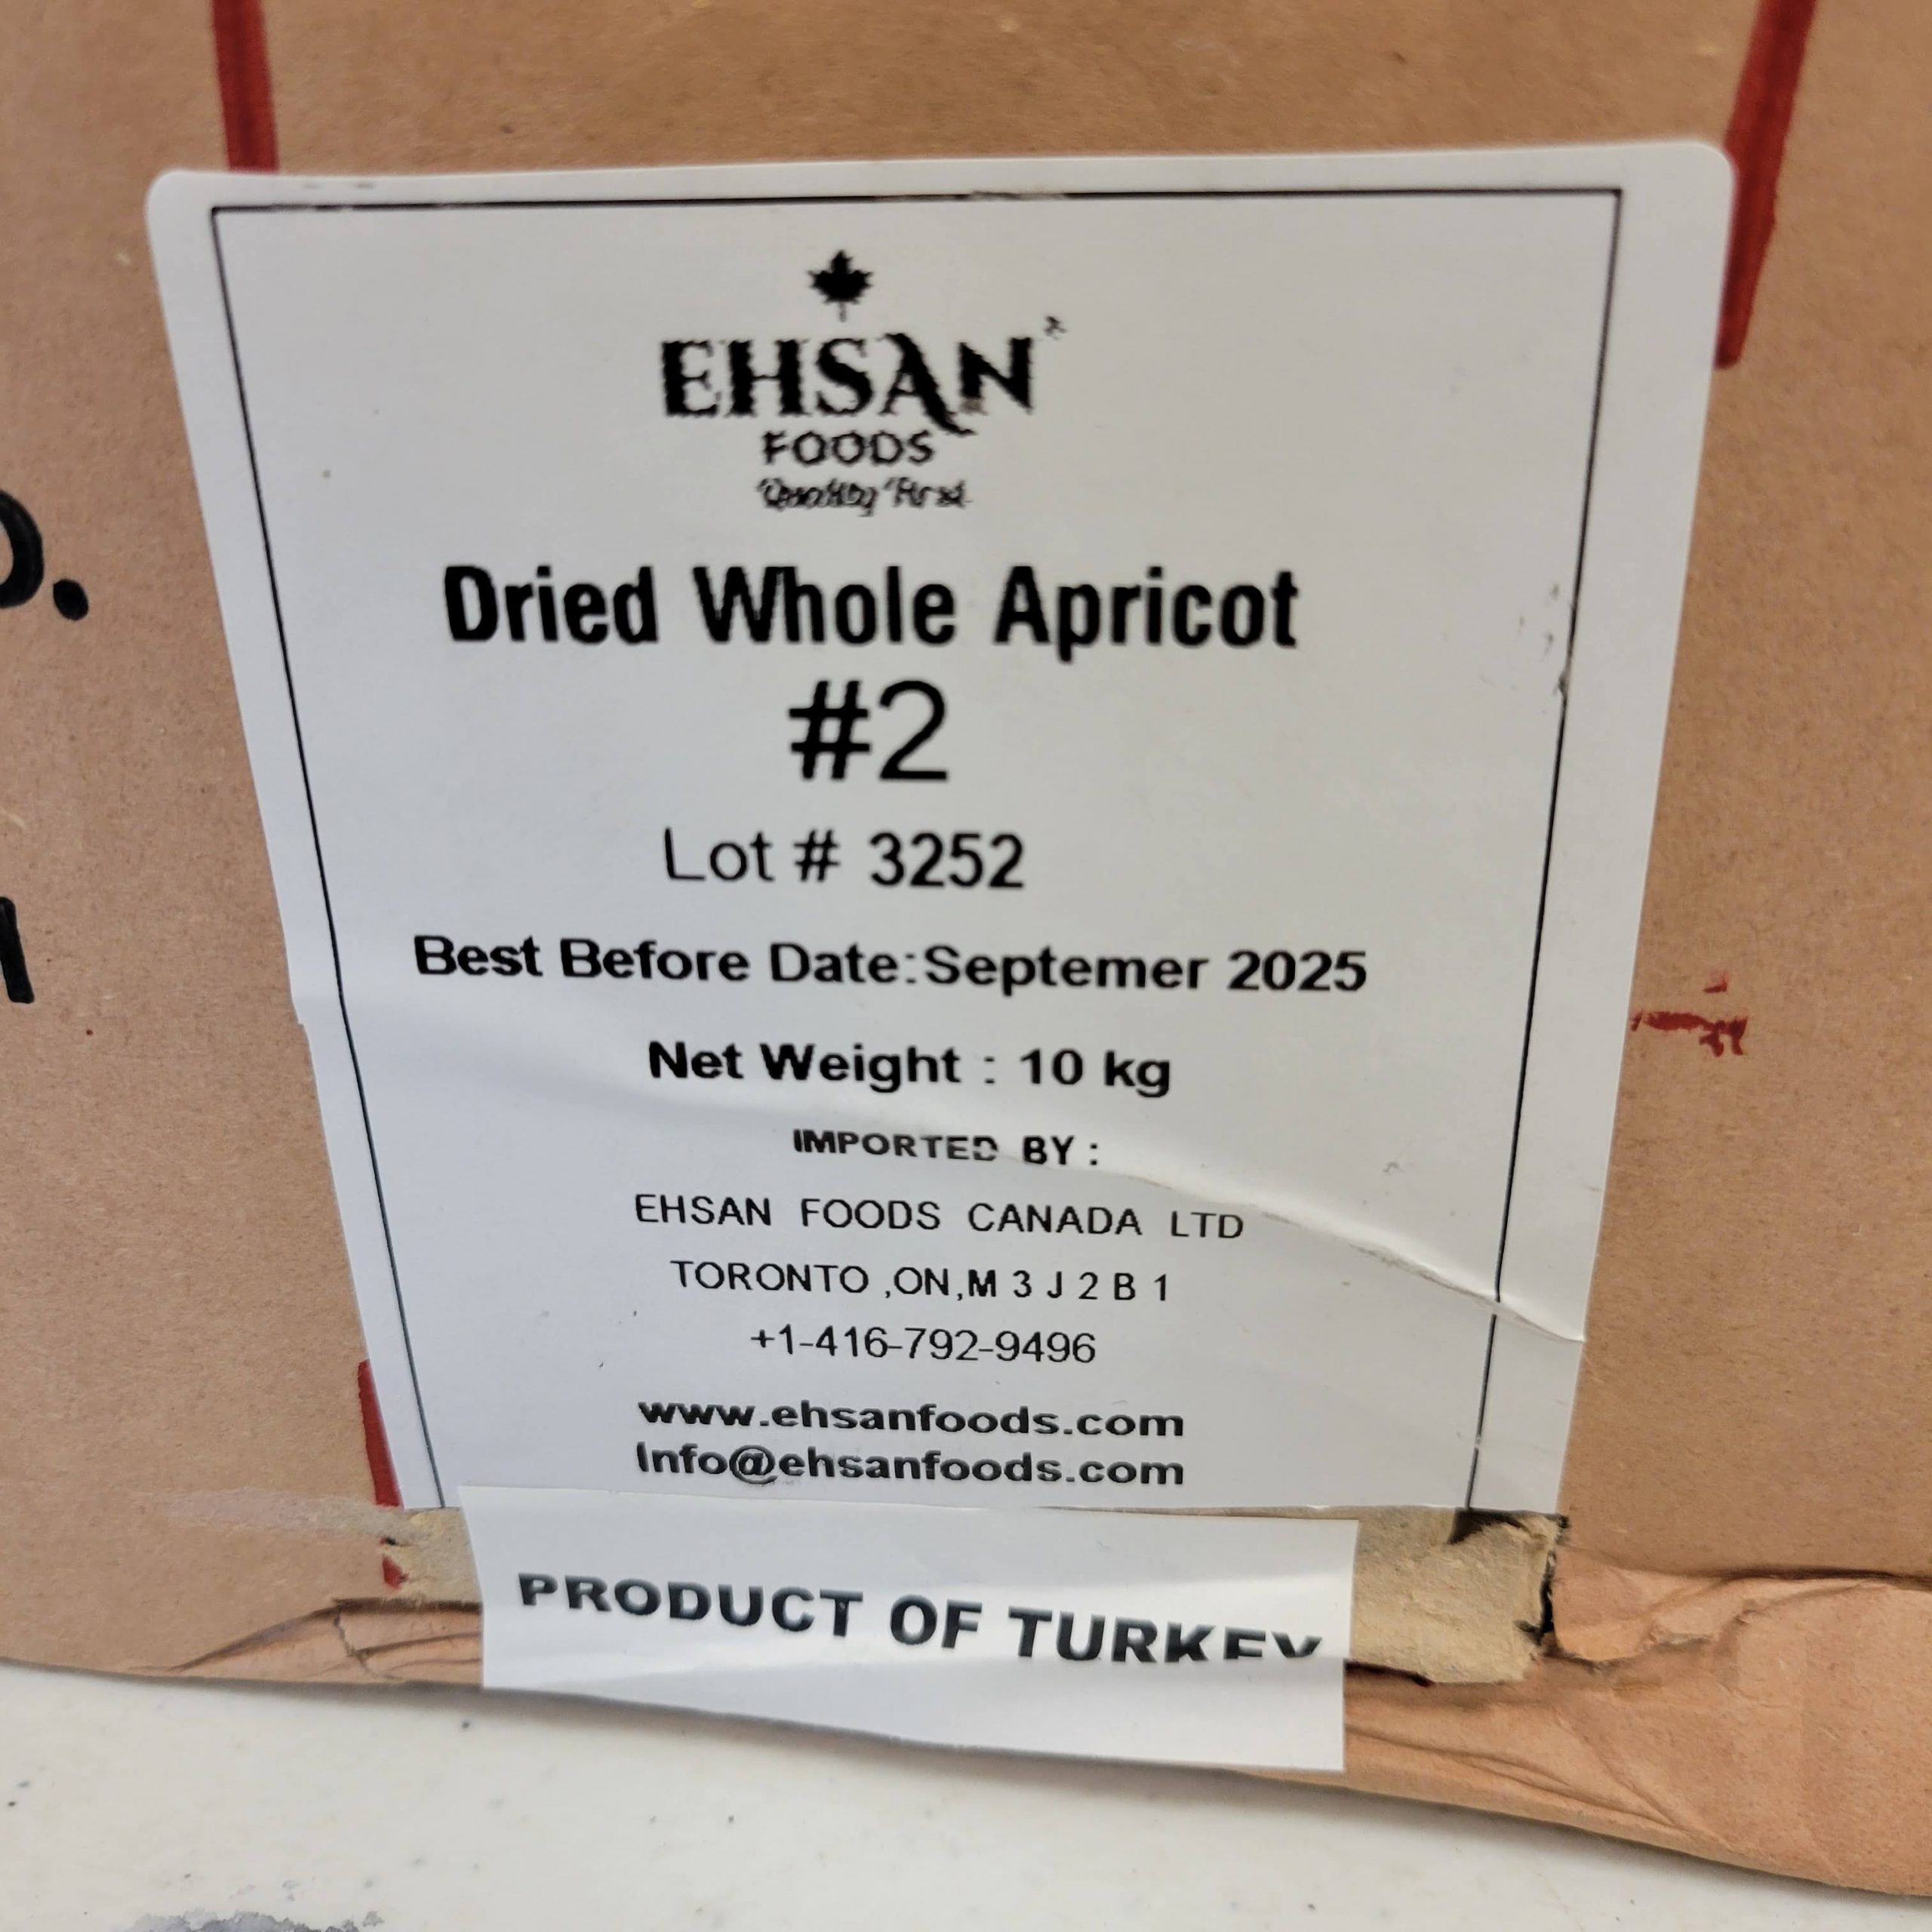 EHSAN
FOODS
Quality First
Dried Whole Apricot
#2
Lot # 3252
Best Before Date:Septemer 2025
Net Weight : 10 kg
IMPORTED BY :
EHSAN FOODS CANADA LTD
TORONTO ,ON,M 3 J 2 B 1
+1-416-792-9496
www.ehsanfoods.com
Info@ehsanfoods.com
PRODUCT OF TURKEY